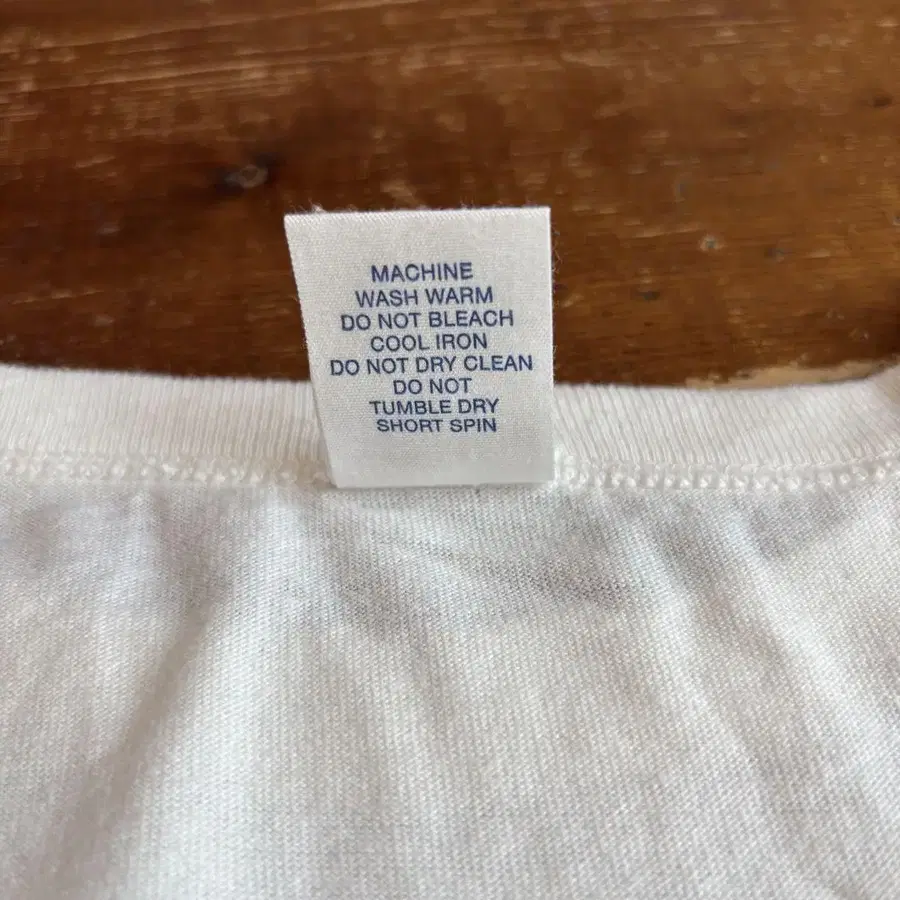 MACHINE
WASH WARM
DO NOT BLEACH
COOL IRON
DO NOT DRY CLEAN
DO NOT
TUMBLE DRY
SHORT SPIN